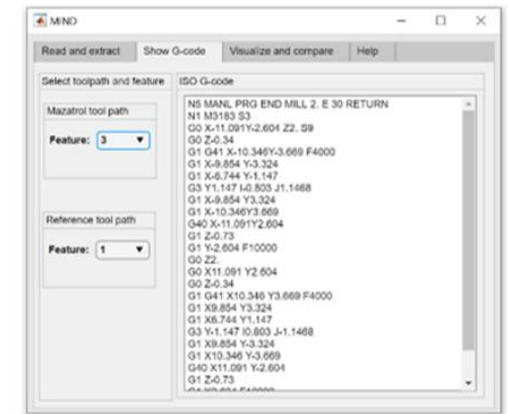 MIND
Read and extract
Show G-code
Visualize and compare
Help
Select toolpath and feature
Mazatrol tool path
Feature: 3
Reference tool path
Feature: 1
ISO G-code
N5 MANL PRG END MILL 2. E 30 RETURN
N1 M3183 S3
G0 X-11.091Y-2.604 Z2. S9
G0 Z-0.34
G1 G41 X-10.346Y-3.669 F4000
G1 X-9.854 Y-3.324
G1 X-6.744 Y-1.147
G3 Y1.147 I-0.803 J1.1468
G1 X-9.854 Y3.324
G1 X-10.346Y3.669
G40 X-11.091Y2.604
G1 Z-0.73
G1 Y-2.604 F10000
G0 Z2.
G0 X11.091 Y2.604
G0 Z-0.34
G1 G41 X10.346 Y3.669 F4000
G1 X9.854 Y3.324
G1 X6.744 Y1.147
G3 Y-1.147 I0.803 J-1.1468
G1 X9.854 Y-3.324
G1 X10.346 Y-3.669
G40 X11.091 Y-2.604
G1 Z-0.73